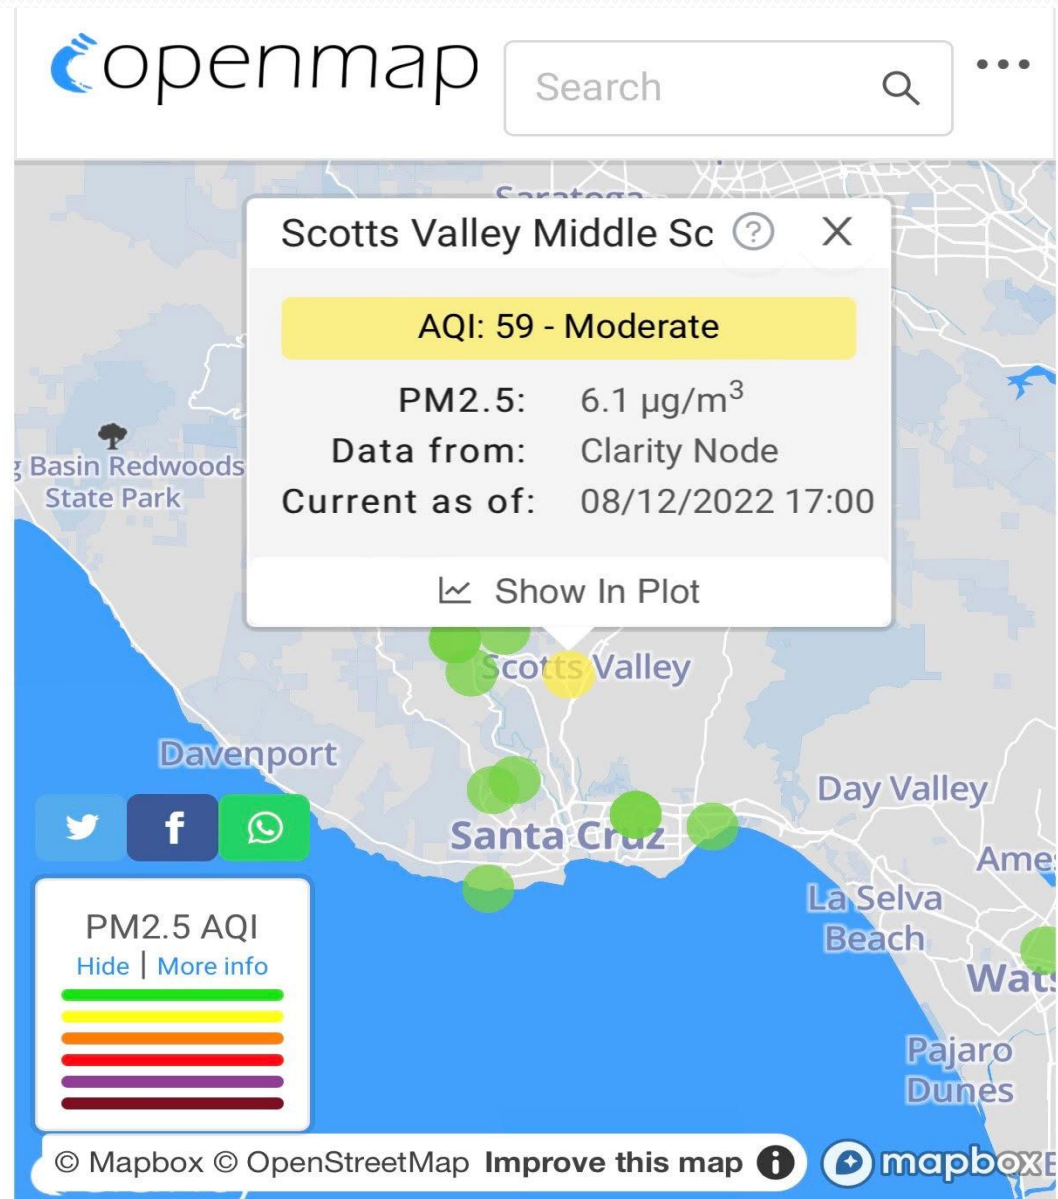 openmap
Search
Saratoga
Scotts Valley Middle Sc ?
AQI: 59 - Moderate
PM2.5: 6.1 µg/m³
Data from: Clarity Node
Current as of: 08/12/2022 17:00
Show In Plot
Basin Redwoods
State Park
Scotts Valley
Davenport
Day Valley
Santa Cruz
Ames
La Selva
Beach
Wats
Pajaro
Dunes
f
PM2.5 AQI
Hide | More info
© Mapbox © OpenStreetMap Improve this map i
mapbox